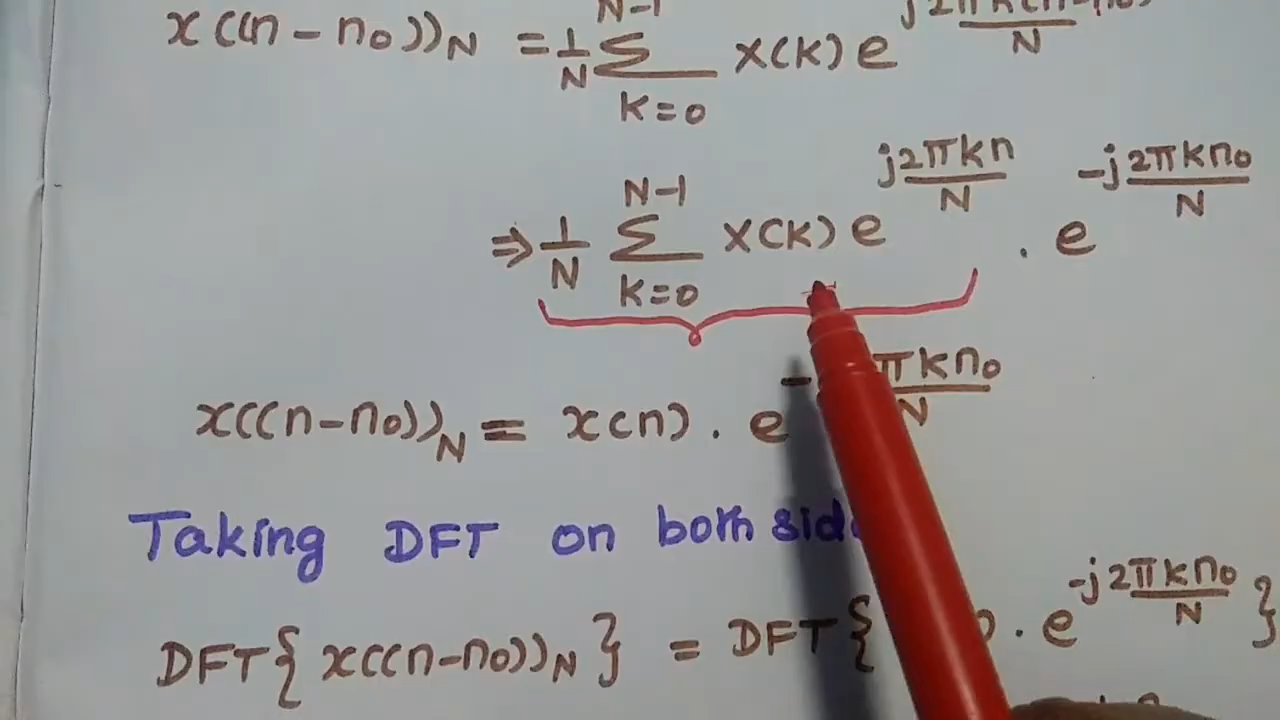 x((n-n₀))_N = 1/N Σ_{k=0}^{N-1} X(k) e^{j2πk(n-n₀)/N}
⇒ 1/N Σ_{k=0}^{N-1} X(k) e^{j2πkn/N} . e^{-j2πkn₀/N}
x((n-n₀))_N = x(n) . e^{- πkn₀/N}
Taking DFT on both
DFT{x((n-n₀))_N} = DFT{ . e^{-j2πkn₀/N}}